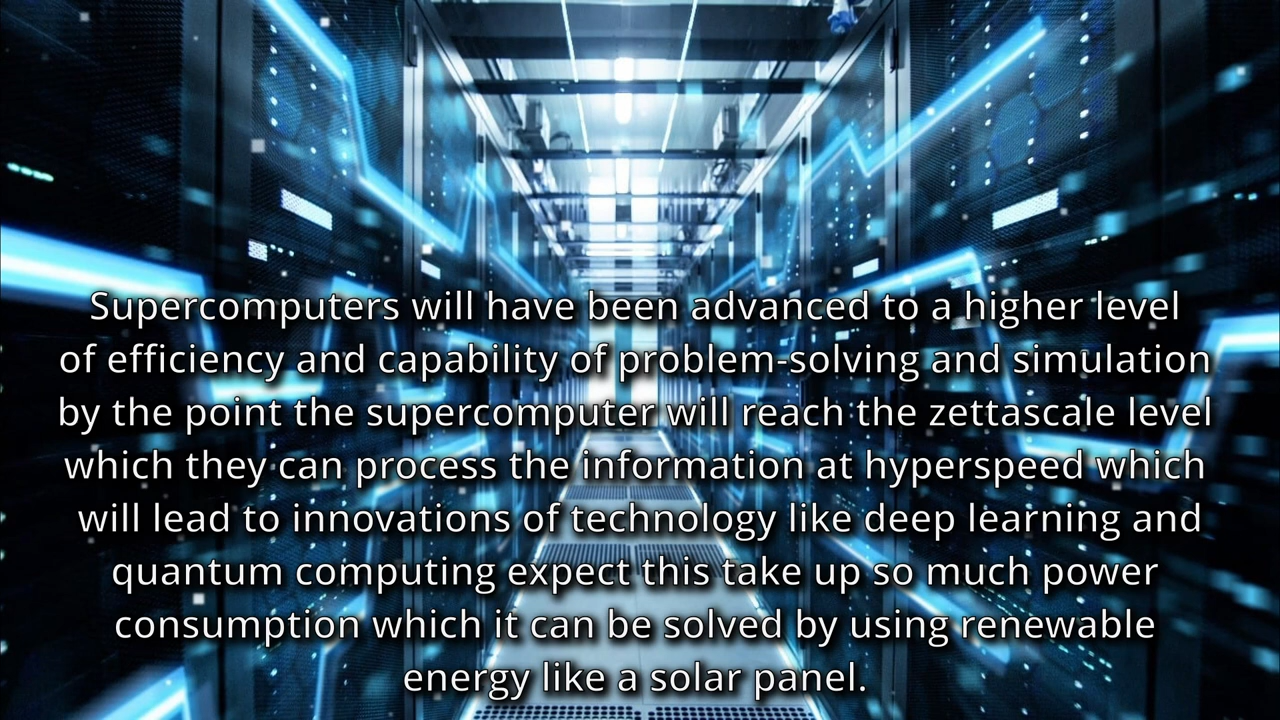 Supercomputers will have been advanced to a higher level
of efficiency and capability of problem-solving and simulation
by the point the supercomputer will reach the zettascale level
which they can process the information at hyperspeed which
will lead to innovations of technology like deep learning and
quantum computing expect this take up so much power
consumption which it can be solved by using renewable
energy like a solar panel.